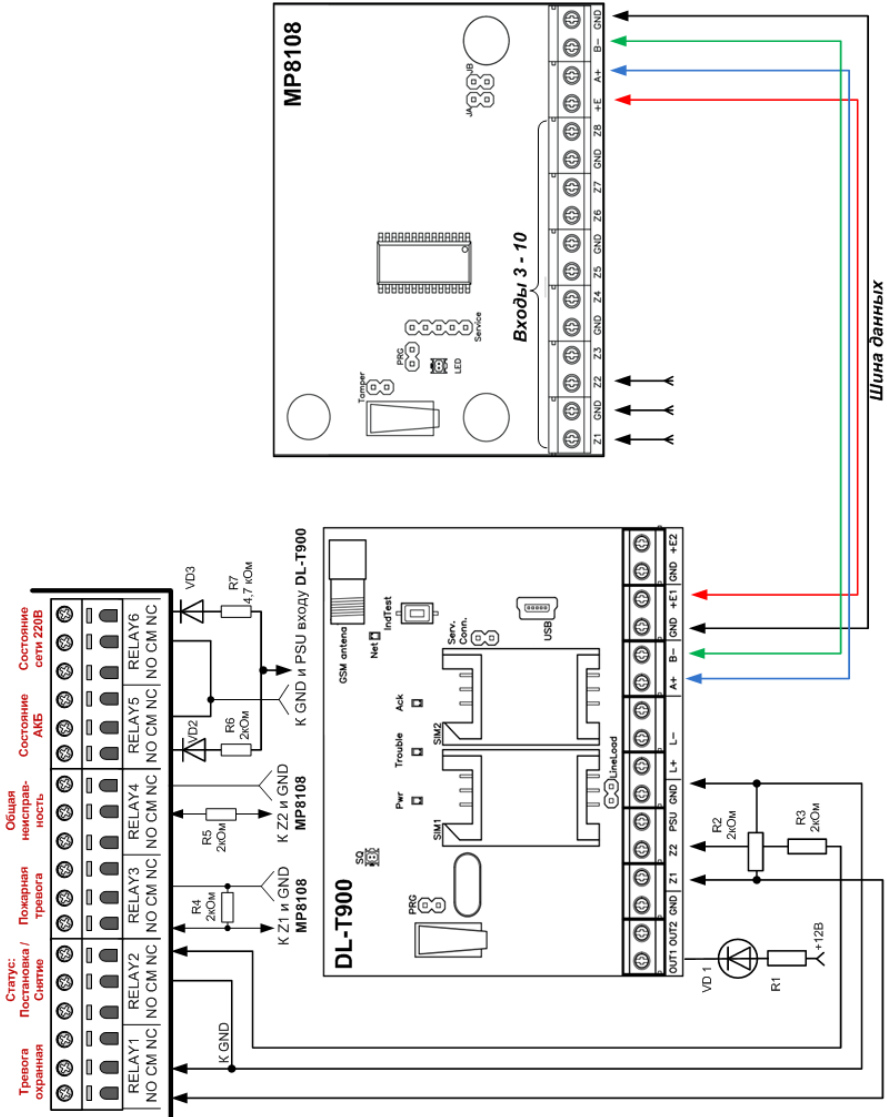 MP8108
JA
JB
Tamper
PRG
LED
Service
Входы 3 - 10
Z1 GND Z2 Z3 GND Z4 Z5 GND Z6 Z7 GND Z8 +E A+ B− GND
Шина данных
Тревога
охранная
Статус:
Постановка /
Снятие
Пожарная
тревога
Общая
неисправ-
ность
Состояние
АКБ
Состояние
сети 220В
RELAY1
NO CM NC
RELAY2
NO CM NC
RELAY3
NO CM NC
RELAY4
NO CM NC
RELAY5
NO CM NC
RELAY6
NO CM NC
К GND
R4
2кОм
К Z1 и GND
MP8108
R5
2кОм
К Z2 и GND
MP8108
VD2
R6
2кОм
VD3
R7
4,7 кОм
К GND и PSU входу DL-T900
DL-T900
PRG
SQ
Pwr
Trouble
Ack
SIM1
SIM2
LineLoad
GSM antena
Net
IndTest
Serv.
Conn.
USB
OUT1 OUT2 GND Z1 Z2 PSU GND L+ L− A+ B− GND +E1 GND +E2
VD 1
R1
+12В
R2
2кОм
R3
2кОм